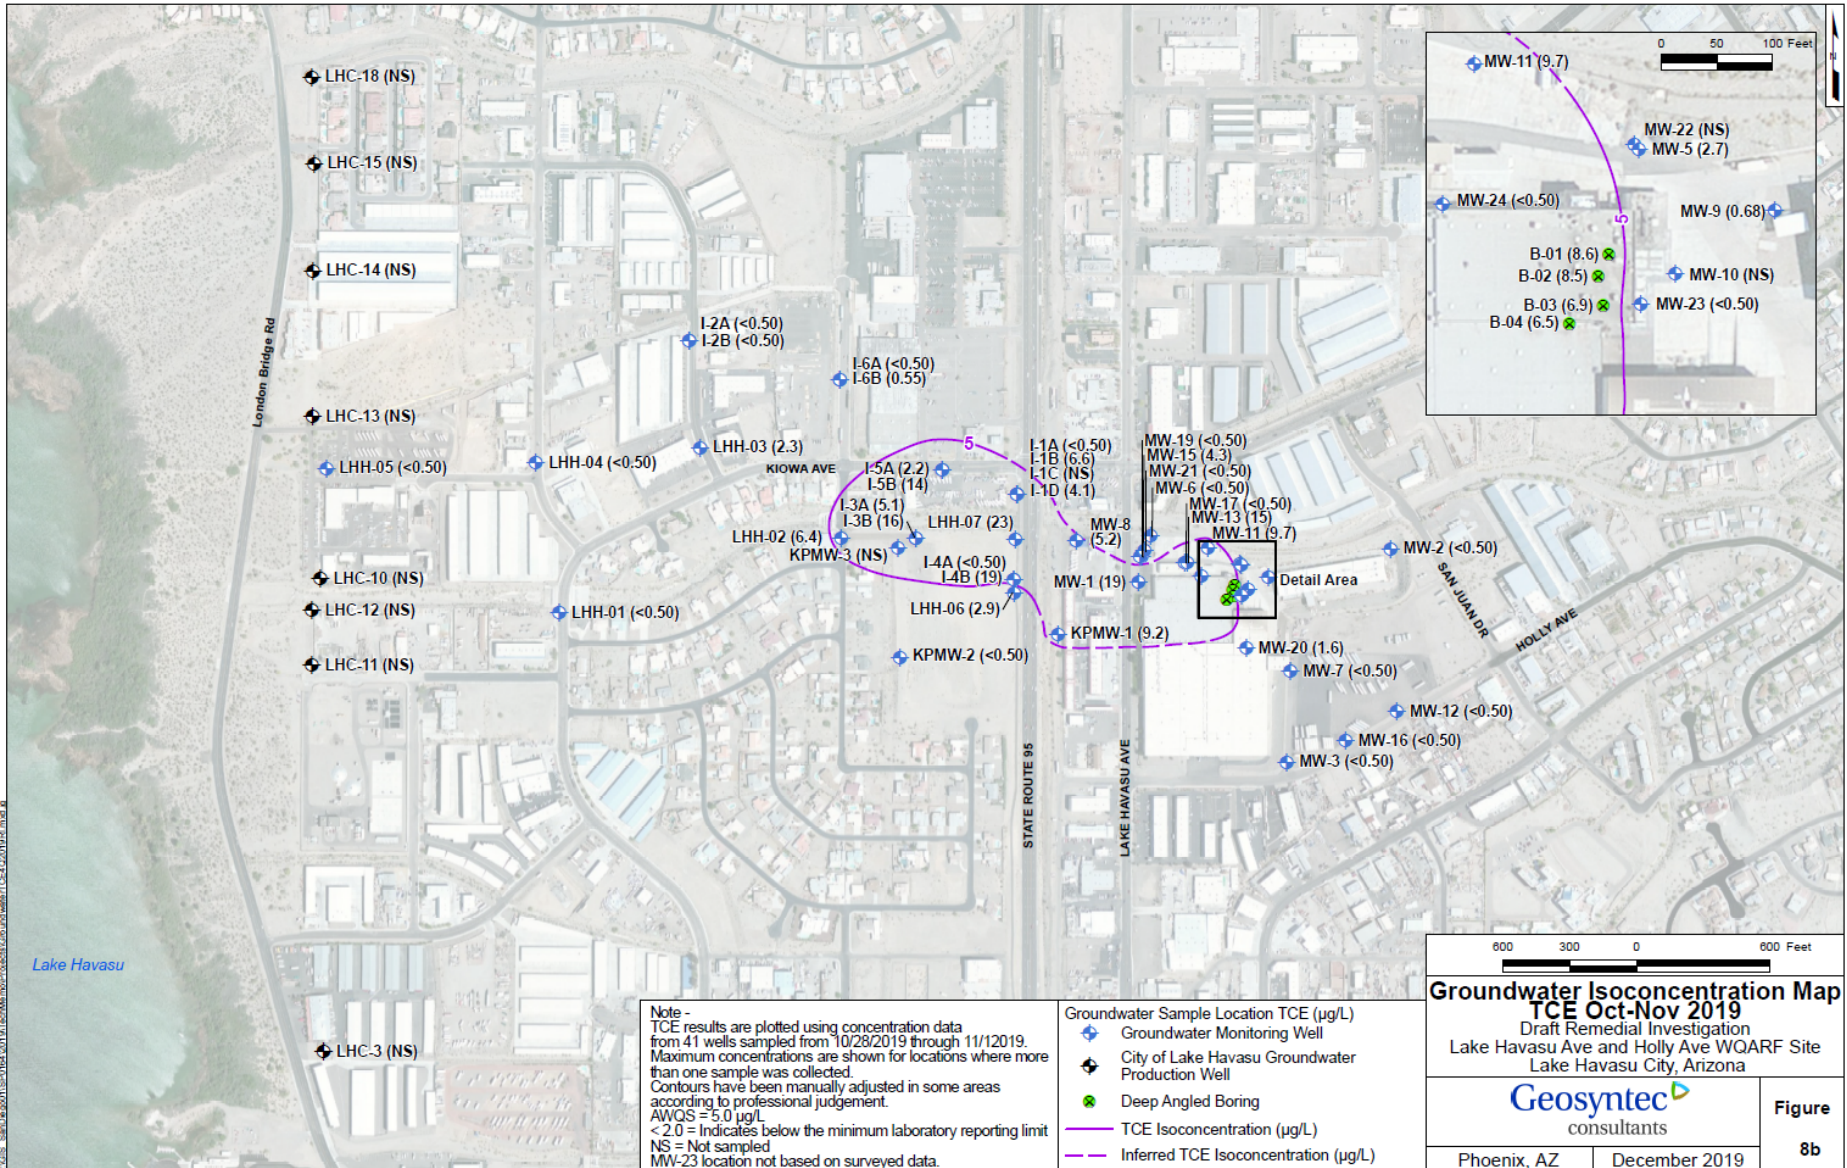 LHC-18 (NS)
LHC-15 (NS)
LHC-14 (NS)
London Bridge Rd
LHC-13 (NS)
LHH-05 (<0.50)
LHH-04 (<0.50)
LHH-03 (2.3)
I-2A (<0.50)
I-2B (<0.50)
I-6A (<0.50)
I-6B (0.55)
KIOWA AVE
5
I-5A (2.2)
I-5B (14)
I-3A (5.1)
I-3B (16)
LHH-07 (23)
LHH-02 (6.4)
KPMW-3 (NS)
I-4A (<0.50)
I-4B (19)
LHH-06 (2.9)
I-1A (<0.50)
I-1B (6.6)
I-1C (NS)
I-1D (4.1)
MW-19 (<0.50)
MW-15 (4.3)
MW-21 (<0.50)
MW-6 (<0.50)
MW-17 (<0.50)
MW-13 (15)
MW-11 (9.7)
MW-8
(5.2)
MW-1 (19)
Detail Area
MW-2 (<0.50)
SAN JUAN DR
HOLLY AVE
LHC-10 (NS)
LHC-12 (NS)
LHH-01 (<0.50)
LHC-11 (NS)
KPMW-1 (9.2)
KPMW-2 (<0.50)
MW-20 (1.6)
MW-7 (<0.50)
MW-12 (<0.50)
MW-16 (<0.50)
MW-3 (<0.50)
STATE ROUTE 95
LAKE HAVASU AVE
Lake Havasu
LHC-3 (NS)
0 50 100 Feet
MW-11 (9.7)
MW-22 (NS)
MW-5 (2.7)
MW-24 (<0.50)
MW-9 (0.68)
5
B-01 (8.6)
B-02 (8.5)
MW-10 (NS)
B-03 (6.9)
MW-23 (<0.50)
B-04 (6.5)
Note -
TCE results are plotted using concentration data
from 41 wells sampled from 10/28/2019 through 11/12019.
Maximum concentrations are shown for locations where more
than one sample was collected.
Contours have been manually adjusted in some areas
according to professional judgement.
AWQS = 5.0 µg/L
< 2.0 = Indicates below the minimum laboratory reporting limit
NS = Not sampled
MW-23 location not based on surveyed data.
Groundwater Sample Location TCE (µg/L)
Groundwater Monitoring Well
City of Lake Havasu Groundwater
Production Well
Deep Angled Boring
TCE Isoconcentration (µg/L)
Inferred TCE Isoconcentration (µg/L)
600 300 0 600 Feet
Groundwater Isoconcentration Map
TCE Oct-Nov 2019
Draft Remedial Investigation
Lake Havasu Ave and Holly Ave WQARF Site
Lake Havasu City, Arizona
Geosyntec
consultants
Figure
8b
Phoenix, AZ
December 2019